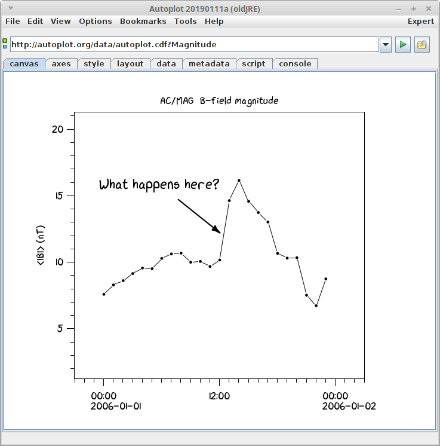 Autoplot 20190111a (oldJRE)
File Edit View Options Bookmarks Tools Help Expert
http://autoplot.org/data/autoplot.cdf?Magnitude
canvas axes style layout data metadata script console
AC/MAG B-field magnitude
20
What happens here?
15
<|B|> (nT)
10
5
00:00 12:00 00:00
2006-01-01 2006-01-02